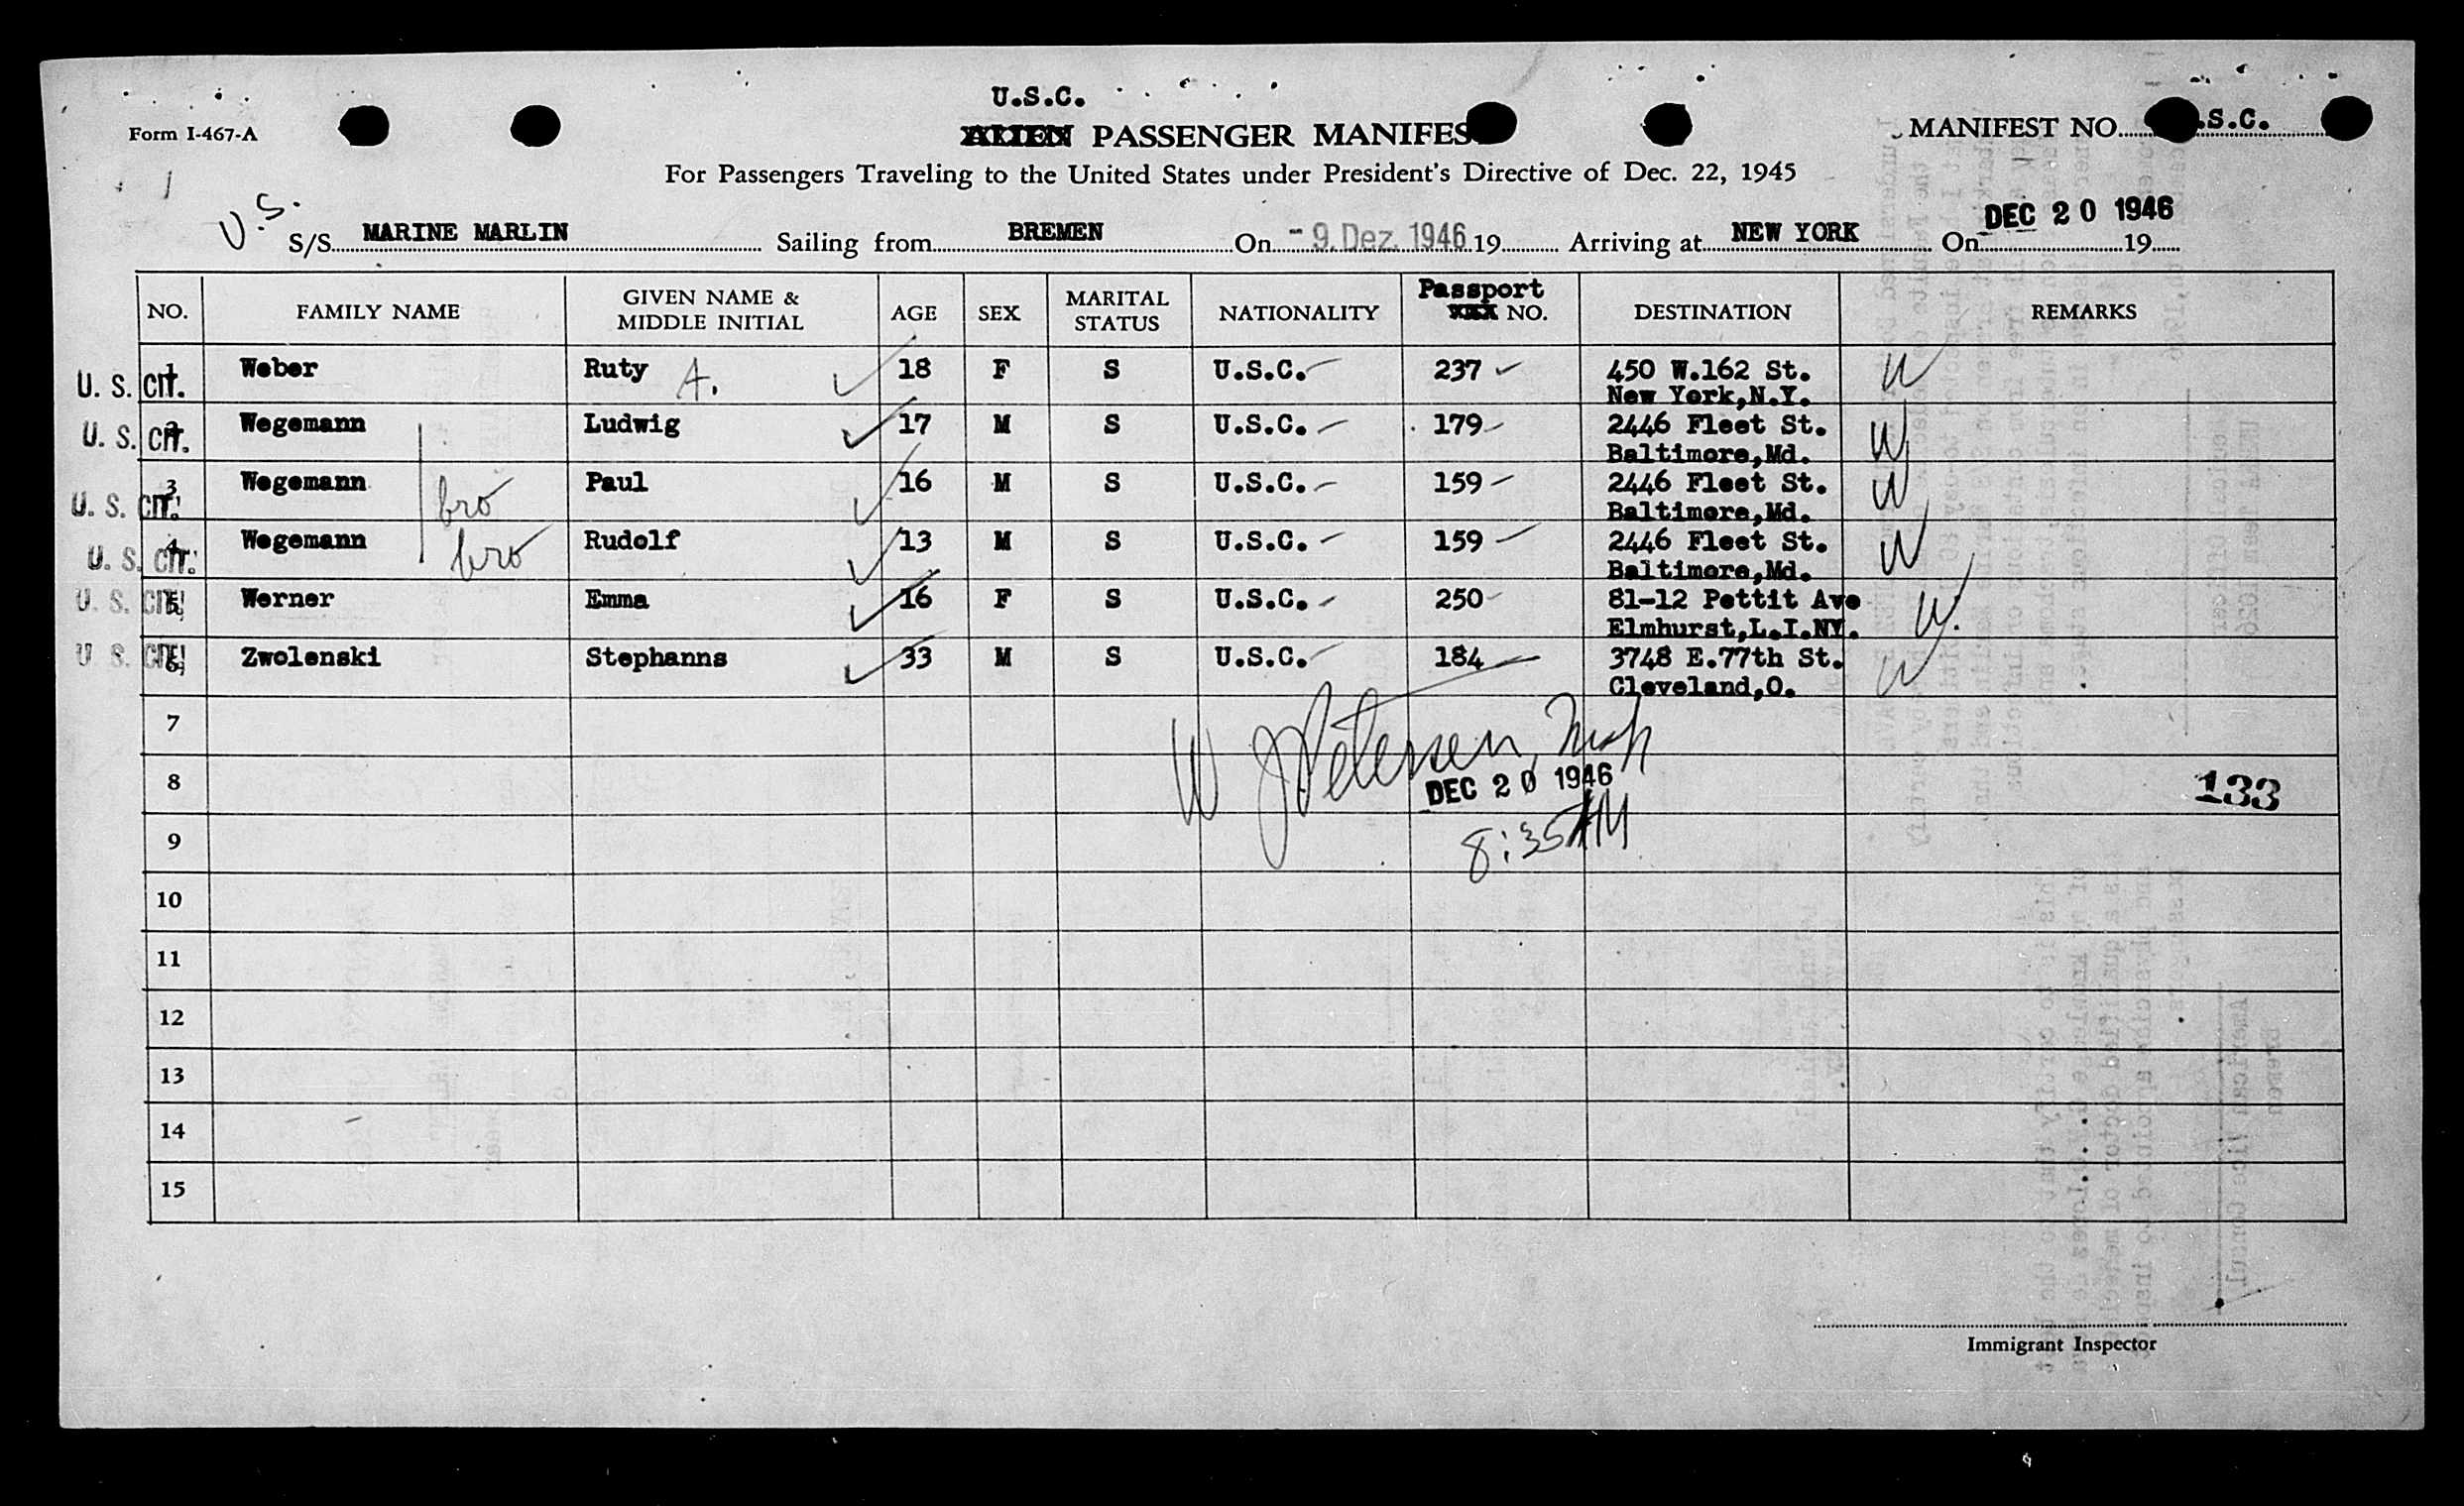 U.S.C.
Form I-467-A
ALIEN PASSENGER MANIFES
MANIFEST NO. .S.C.
For Passengers Traveling to the United States under President's Directive of Dec. 22, 1945
U.S.
S/S MARINE MARLIN Sailing from BREMEN On - 9. Dez. 1946 19 Arriving at NEW YORK On DEC 20 1946 19
NO. FAMILY NAME GIVEN NAME & MIDDLE INITIAL AGE SEX MARITAL STATUS NATIONALITY Passport XXX NO. DESTINATION REMARKS
U. S. CIT. 1 Weber Ruty A. 18 F S U.S.C. 237 450 W.162 St. W
New York,N.Y.
U. S. CIT. 2 Wegemann Ludwig 17 M S U.S.C. 179 2446 Fleet St. W
Baltimore,Md.
U. S. CIT. 3 Wegemann bro Paul 16 M S U.S.C. 159 2446 Fleet St. W
Baltimore,Md.
U. S. CIT. 4 Wegemann bro Rudolf 13 M S U.S.C. 159 2446 Fleet St. W
Baltimore,Md.
U. S. CIT. 5 Werner Emma 16 F S U.S.C. 250 81-12 Pettit Ave W.
Elmhurst,L.I.NY.
U S. CIT. 6 Zwolenski Stephanns 33 M S U.S.C. 184 3748 E.77th St. W
Cleveland,O.
7
W J Petersen
8 DEC 20 1946 133
9 8:35 AM
10
11
12
13
14
15
Immigrant Inspector